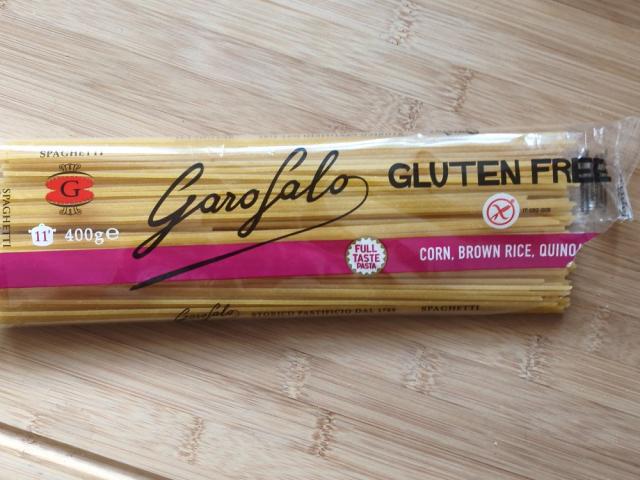 SPAGHETTI
SPAGHETTI
G
11'
400g℮
Garofalo
GLUTEN FREE
FULL
TASTE
PASTA
CORN, BROWN RICE, QUINOA
Garofalo
STORICO PASTIFICIO DAL 1789
SPAGHETTI